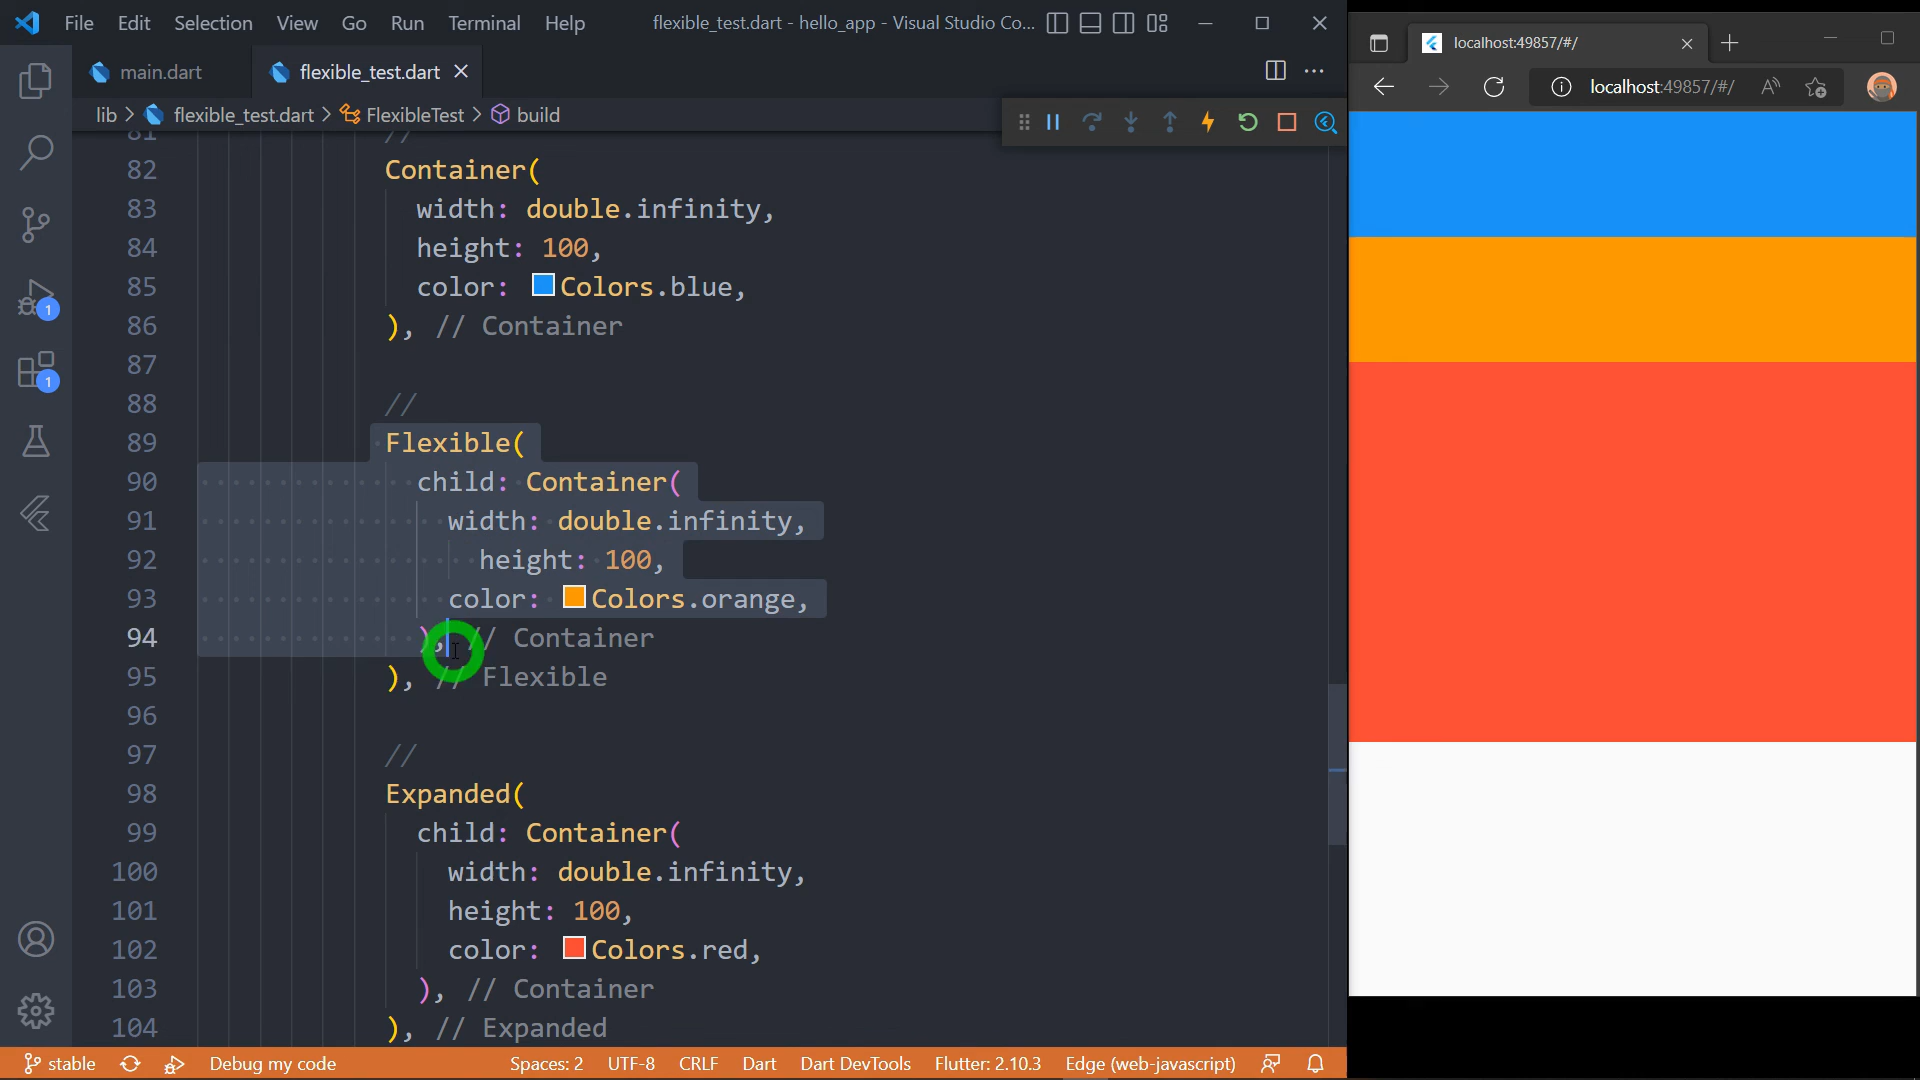 File Edit Selection View Go Run Terminal Help flexible_test.dart - hello_app - Visual Studio Co...
main.dart flexible_test.dart
lib > flexible_test.dart > FlexibleTest > build
81 //
82 Container(
83 width: double.infinity,
84 height: 100,
85 color: Colors.blue,
86 ), // Container
87
88 //
89 Flexible(
90 child: Container(
91 width: double.infinity,
92 height: 100,
93 color: Colors.orange,
94 ), // Container
95 ), // Flexible
96
97 //
98 Expanded(
99 child: Container(
100 width: double.infinity,
101 height: 100,
102 color: Colors.red,
103 ), // Container
104 ), // Expanded
1
1
stable Debug my code Spaces: 2 UTF-8 CRLF Dart Dart DevTools Flutter: 2.10.3 Edge (web-javascript)
localhost:49857/#/
localhost:49857/#/